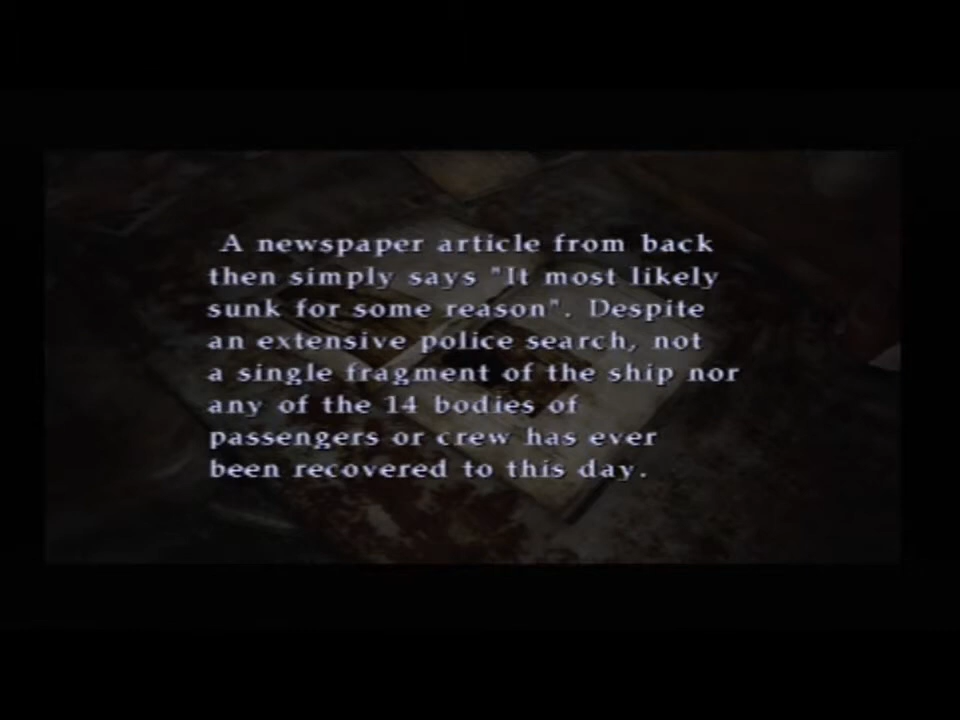 A newspaper article from back
then simply says "It most likely
sunk for some reason". Despite
an extensive police search, not
a single fragment of the ship nor
any of the 14 bodies of
passengers or crew has ever
been recovered to this day.